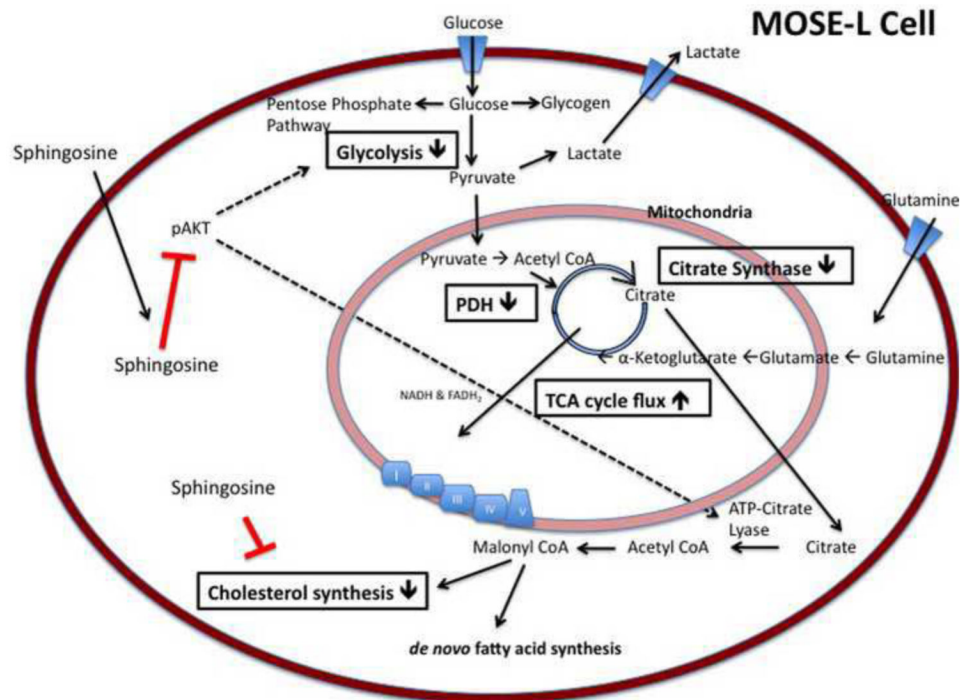 MOSE-L Cell
Glucose
Lactate
Pentose Phosphate
Pathway
Glucose
Glycogen
Sphingosine
Glycolysis ↓
Lactate
Pyruvate
Glutamine
Mitochondria
pAKT
Pyruvate → Acetyl CoA
Citrate Synthase ↓
PDH ↓
Citrate
Sphingosine
← α-Ketoglutarate ← Glutamate ← Glutamine
NADH & FADH₂
TCA cycle flux ↑
I
II
III
IV
V
Sphingosine
ATP-Citrate
Lyase
Malonyl CoA
Acetyl CoA
Citrate
Cholesterol synthesis ↓
de novo fatty acid synthesis